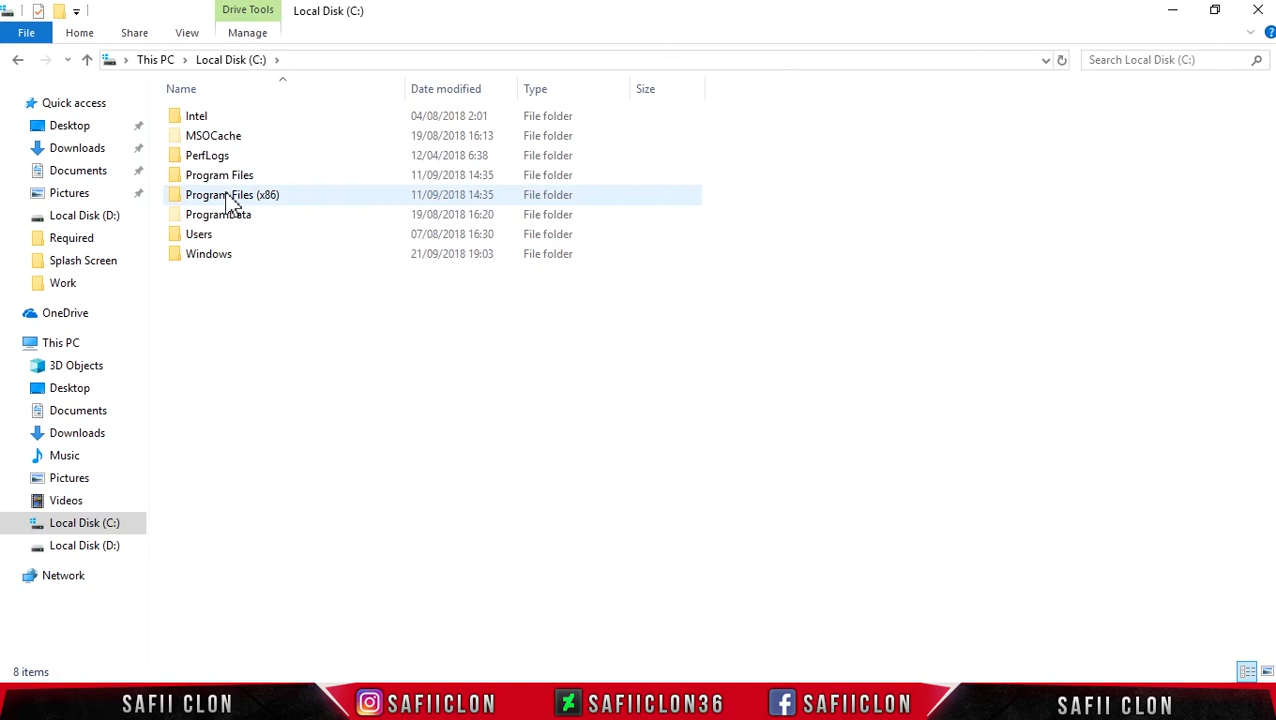 Drive Tools
Local Disk (C:)
File
Home
Share
View
Manage
This PC
Local Disk (C:)
Search Local Disk (C:)
Name
Date modified
Type
Size
Intel
04/08/2018 2:01
File folder
MSOCache
19/08/2018 16:13
File folder
PerfLogs
12/04/2018 6:38
File folder
Program Files
11/09/2018 14:35
File folder
Program Files (x86)
11/09/2018 14:35
File folder
ProgramData
19/08/2018 16:20
File folder
Users
07/08/2018 16:30
File folder
Windows
21/09/2018 19:03
File folder
Quick access
Desktop
Downloads
Documents
Pictures
Local Disk (D:)
Required
Splash Screen
Work
OneDrive
This PC
3D Objects
Desktop
Documents
Downloads
Music
Pictures
Videos
Local Disk (C:)
Local Disk (D:)
Network
8 items
SAFII CLON
SAFIICLON
SAFIICLON36
SAFIICLON
SAFII CLON